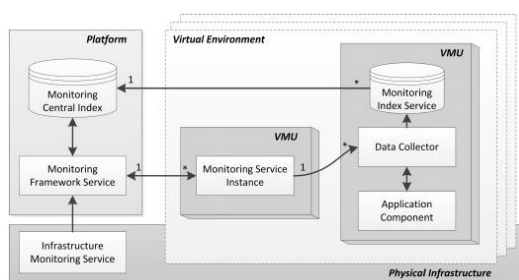 Platform
Virtual Environment
VMU
Monitoring
Central Index
1
*
Monitoring
Index Service
VMU
Data Collector
Monitoring
Framework Service
1
*
Monitoring Service
Instance
1
*
Application
Component
Infrastructure
Monitoring Service
Physical Infrastructure